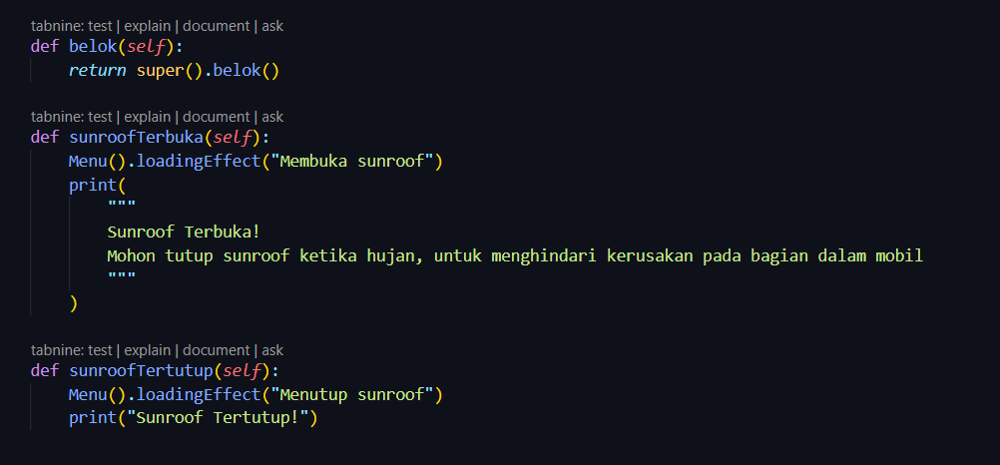 tabnine: test | explain | document | ask
def belok(self):
    return super().belok()
tabnine: test | explain | document | ask
def sunroofTerbuka(self):
    Menu().loadingEffect("Membuka sunroof")
    print(
        """
        Sunroof Terbuka!
        Mohon tutup sunroof ketika hujan, untuk menghindari kerusakan pada bagian dalam mobil
        """
    )
tabnine: test | explain | document | ask
def sunroofTertutup(self):
    Menu().loadingEffect("Menutup sunroof")
    print("Sunroof Tertutup!")